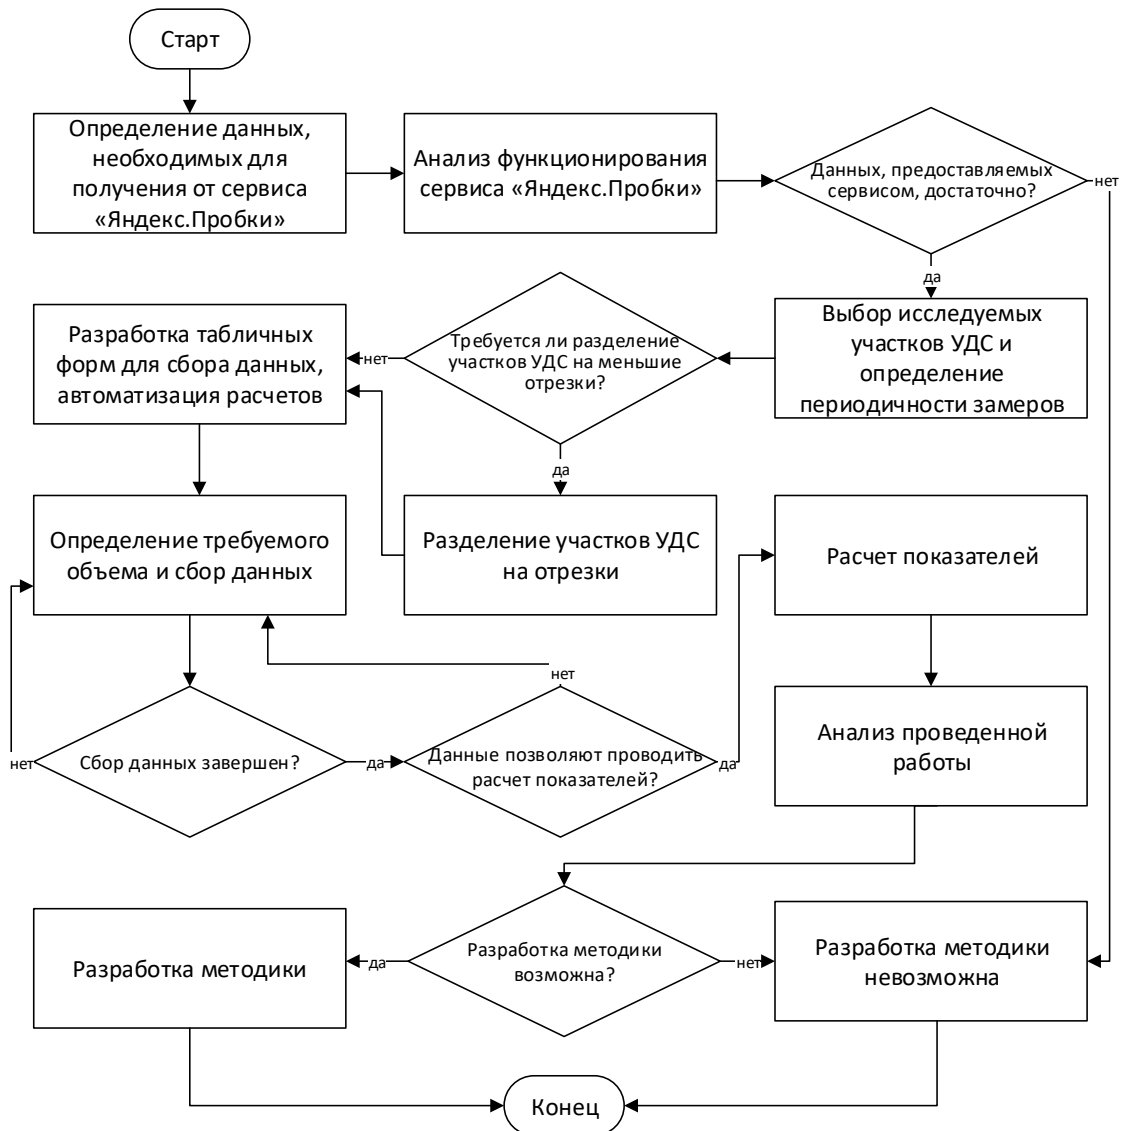 Старт
Определение данных,
необходимых для
получения от сервиса
«Яндекс.Пробки»
Анализ функционирования
сервиса «Яндекс.Пробки»
Данных, предоставляемых
сервисом, достаточно?
нет
да
Разработка табличных
форм для сбора данных,
автоматизация расчетов
нет
Требуется ли разделение
участков УДС на меньшие
отрезки?
Выбор исследуемых
участков УДС и
определение
периодичности замеров
да
Определение требуемого
объема и сбор данных
Разделение участков УДС
на отрезки
Расчет показателей
нет
нет
Сбор данных завершен?
да
Данные позволяют проводить
расчет показателей?
да
Анализ проведенной
работы
Разработка методики
да
Разработка методики
возможна?
нет
Разработка методики
невозможна
Конец